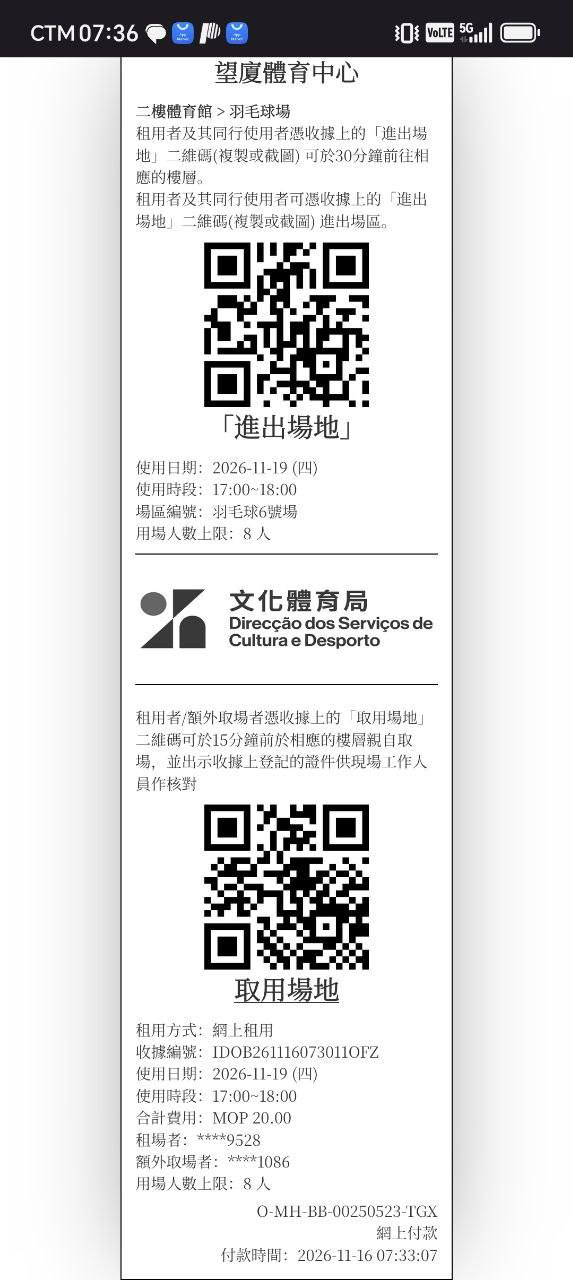 CTM 07:36 VoLTE 5G
望廈體育中心
二樓體育館 > 羽毛球場
租用者及其同行使用者憑收據上的「進出場
地」二維碼(複製或截圖) 可於30分鐘前往相
應的樓層。
租用者及其同行使用者可憑收據上的「進出
場地」二維碼(複製或截圖) 進出場區。
「進出場地」
使用日期：2026-11-19 (四)
使用時段：17:00~18:00
場區編號：羽毛球6號場
用場人數上限：8 人
文化體育局
Direcção dos Serviços de
Cultura e Desporto
租用者/額外取場者憑收據上的「取用場地」
二維碼可於15分鐘前於相應的樓層親自取
場，並出示收據上登記的證件供現場工作人
員作核對
取用場地
租用方式：網上租用
收據編號：IDOB261116073011OFZ
使用日期：2026-11-19 (四)
使用時段：17:00~18:00
合計費用：MOP 20.00
租場者：****9528
額外取場者：****1086
用場人數上限：8 人
O-MH-BB-00250523-TGX
網上付款
付款時間：2026-11-16 07:33:07